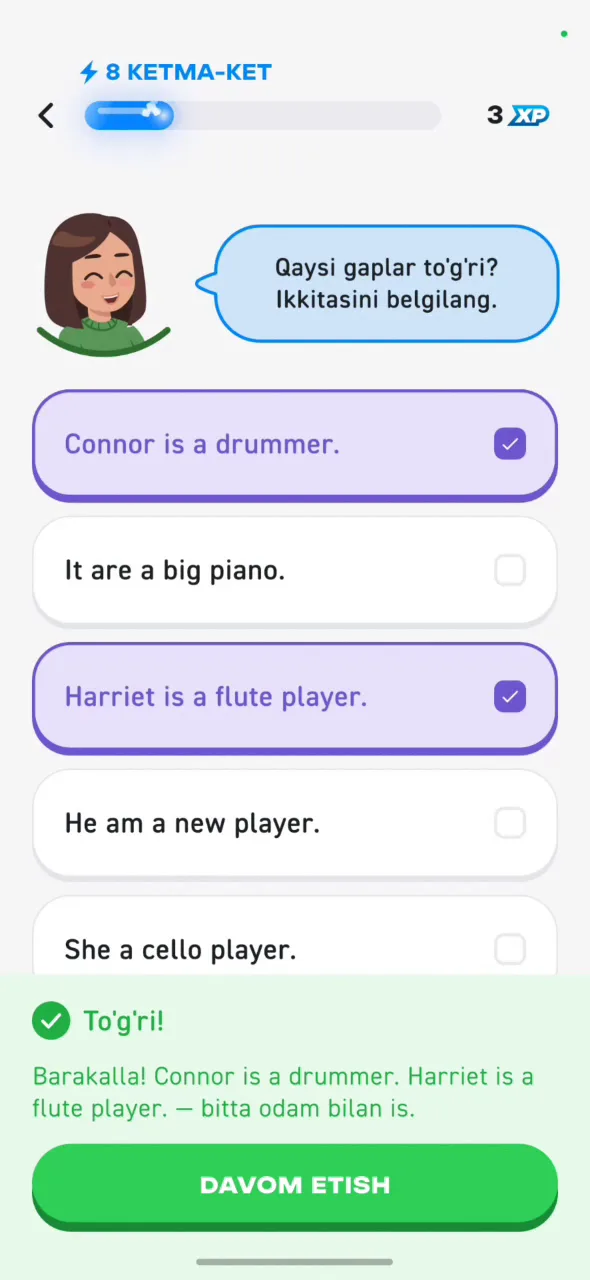 8 KETMA-KET
3 XP
Qaysi gaplar to'g'ri?
Ikkitasini belgilang.
Connor is a drummer.
It are a big piano.
Harriet is a flute player.
He am a new player.
She a cello player.
To'g'ri!
Barakalla! Connor is a drummer. Harriet is a
flute player. — bitta odam bilan is.
DAVOM ETISH